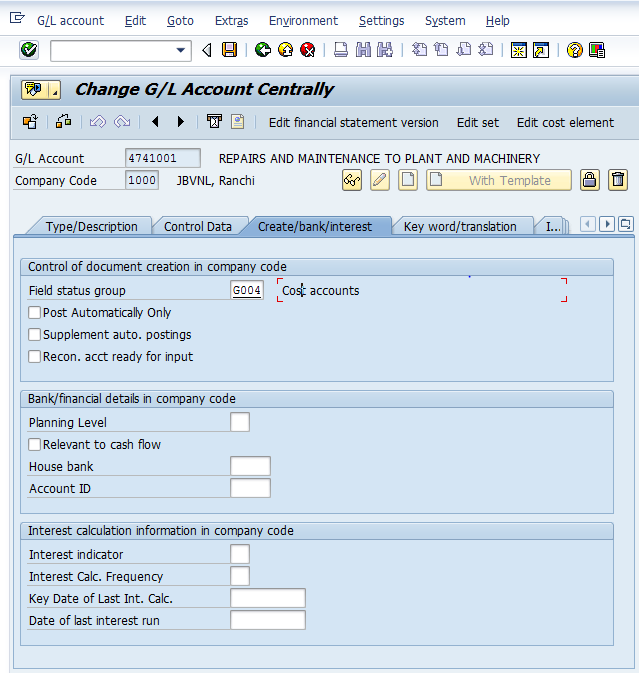 G/L account Edit Goto Extras Environment Settings System Help
Change G/L Account Centrally
Edit financial statement version Edit set Edit cost element
G/L Account 4741001 REPAIRS AND MAINTENANCE TO PLANT AND MACHINERY
Company Code 1000 JBVNL, Ranchi With Template
Type/Description Control Data Create/bank/interest Key word/translation I...
Control of document creation in company code
Field status group G004 Cost accounts
Post Automatically Only
Supplement auto. postings
Recon. acct ready for input
Bank/financial details in company code
Planning Level
Relevant to cash flow
House bank
Account ID
Interest calculation information in company code
Interest indicator
Interest Calc. Frequency
Key Date of Last Int. Calc.
Date of last interest run